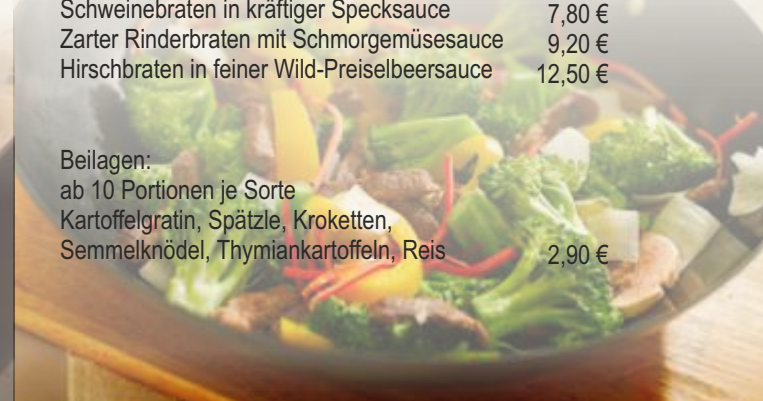 Schweinebraten in kräftiger Specksauce 7,80 €
Zarter Rinderbraten mit Schmorgemüsesauce 9,20 €
Hirschbraten in feiner Wild-Preiselbeersauce 12,50 €
Beilagen:
ab 10 Portionen je Sorte
Kartoffelgratin, Spätzle, Kroketten,
Semmelknödel, Thymiankartoffeln, Reis 2,90 €